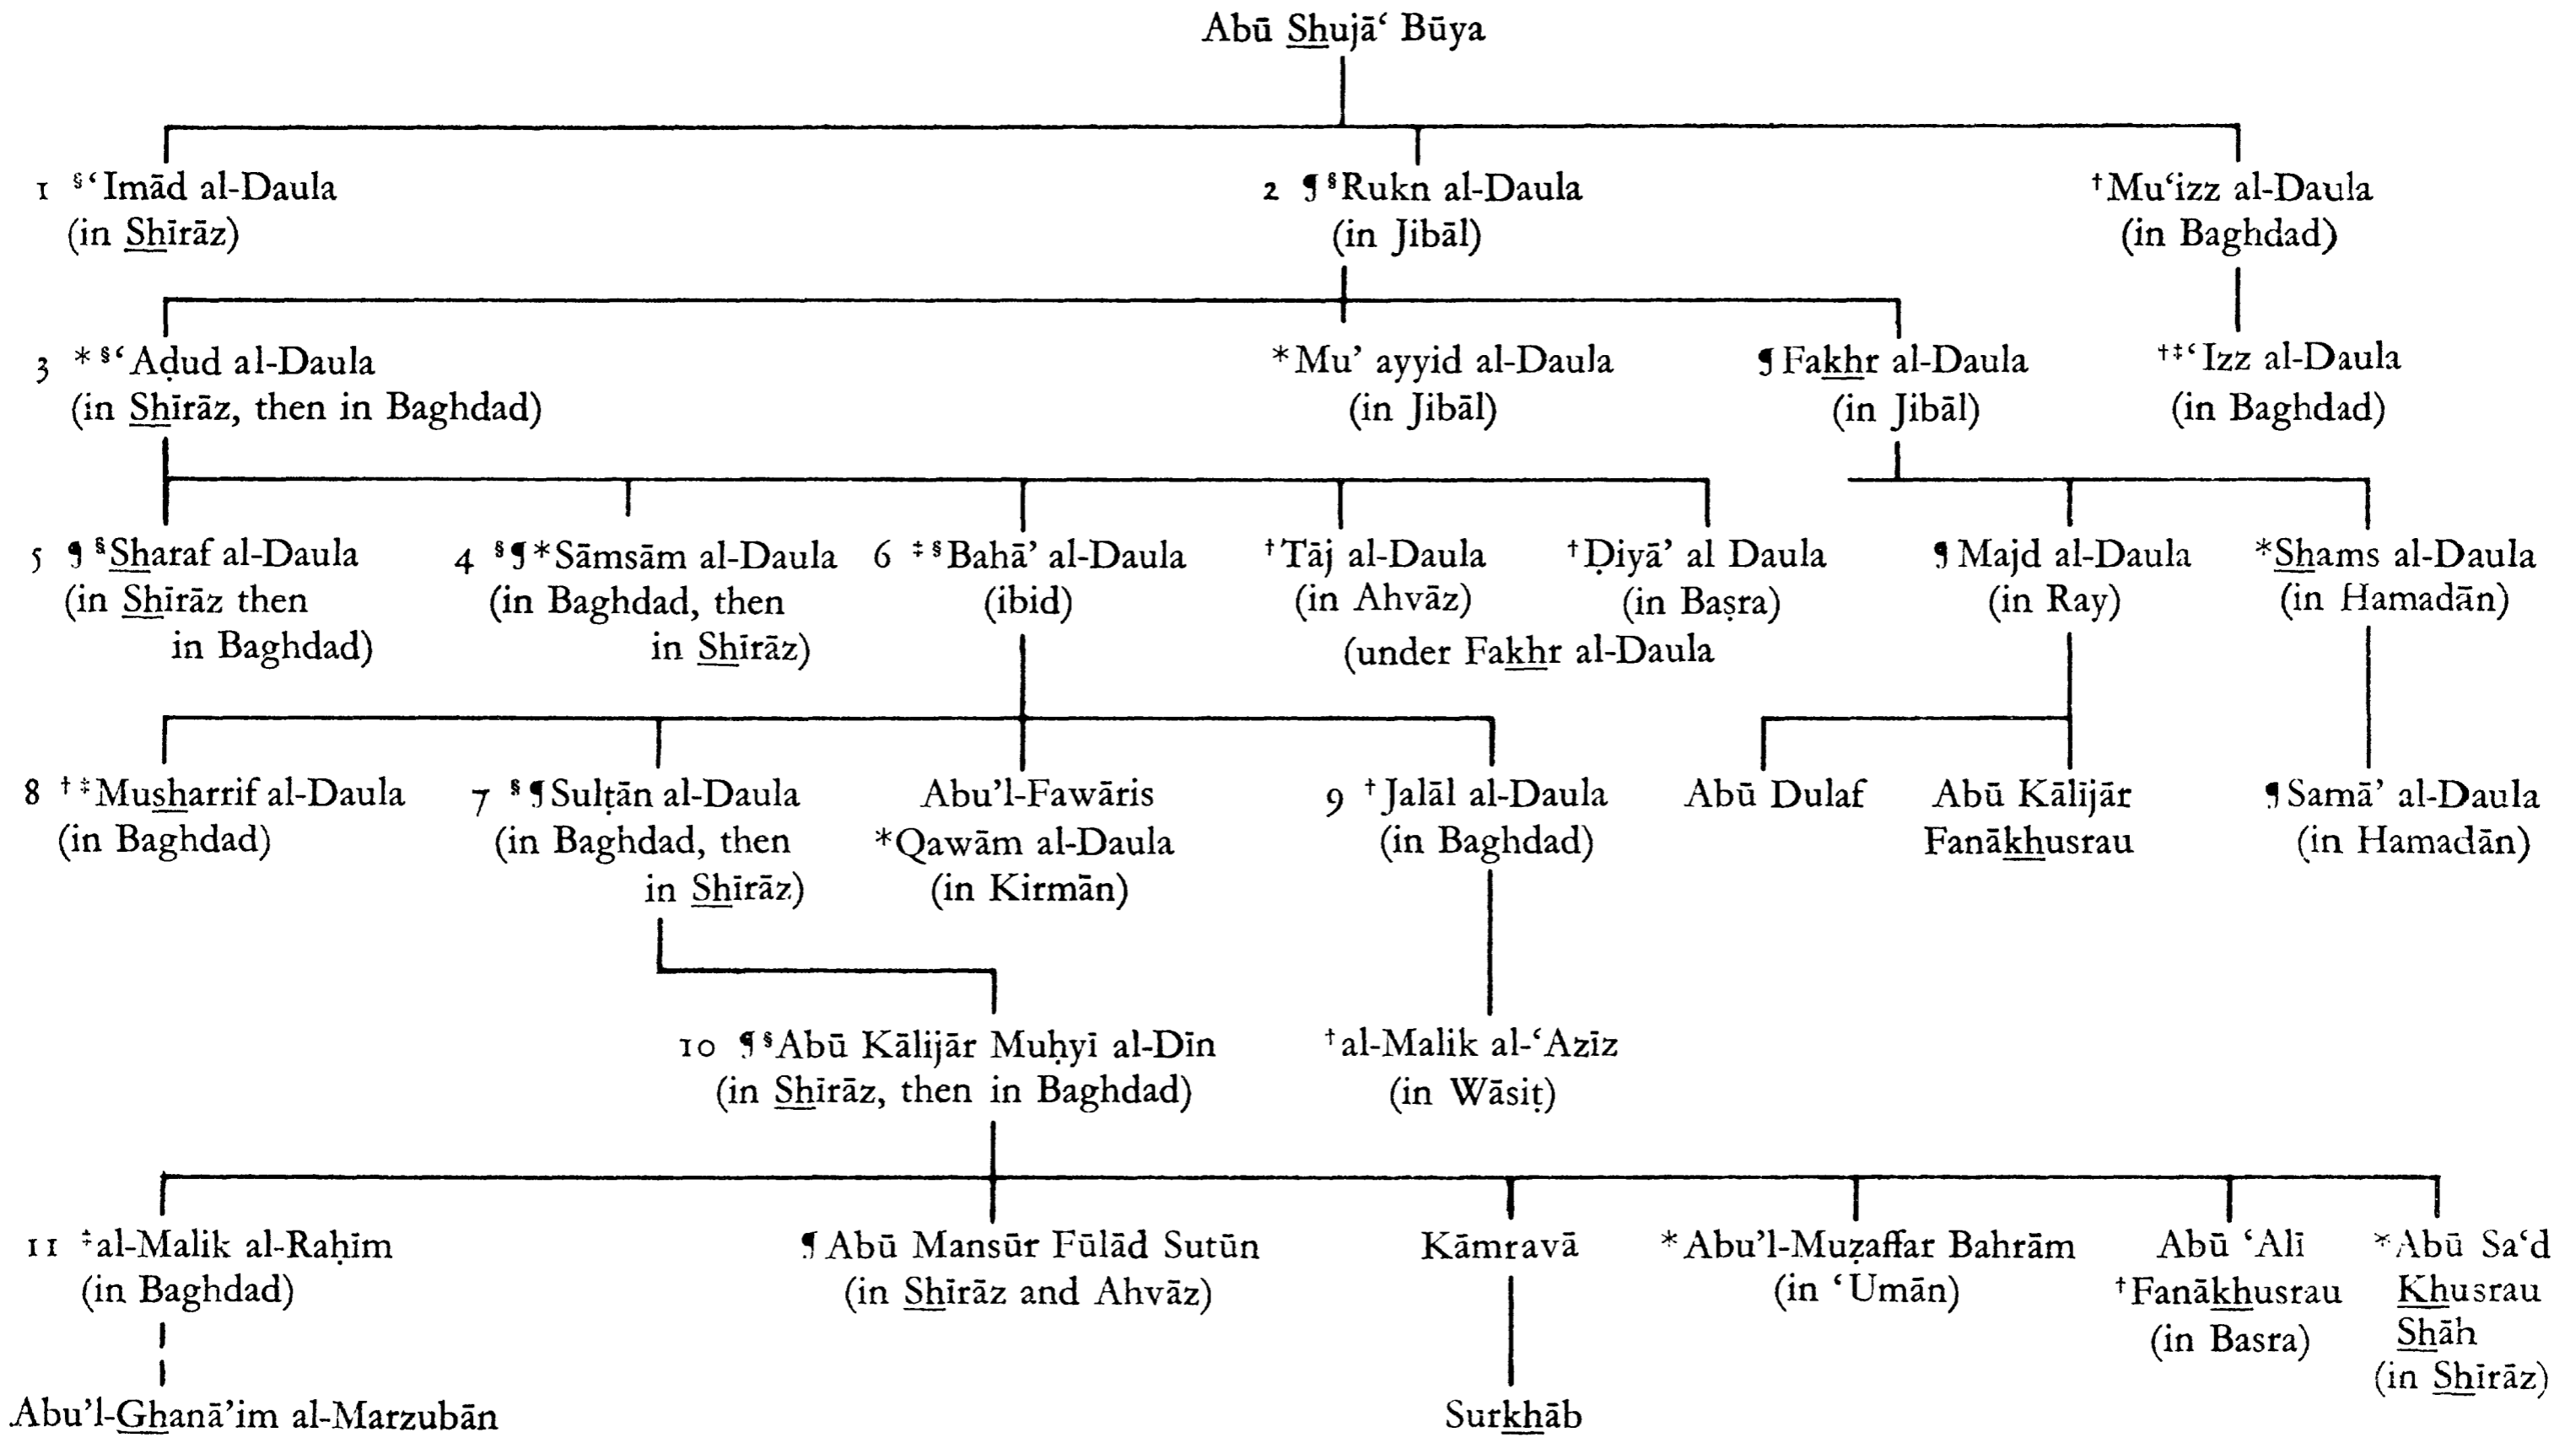 Abū Shujā‘ Būya
1 §‘Imād al-Daula
(in Shīrāz)
2 ¶§Rukn al-Daula
(in Jibāl)
†Mu‘izz al-Daula
(in Baghdad)
3 *§‘Aḍud al-Daula
(in Shīrāz, then in Baghdad)
*Mu’ ayyid al-Daula
(in Jibāl)
¶Fakhr al-Daula
(in Jibāl)
†‡‘Izz al-Daula
(in Baghdad)
5 ¶§Sharaf al-Daula
(in Shīrāz then
in Baghdad)
4 §¶*Sāmsām al-Daula
(in Baghdad, then
in Shīrāz)
6 ‡§Bahā’ al-Daula
(ibid)
†Tāj al-Daula
(in Ahvāz)
†Ḍiyā’ al Daula
(in Baṣra)
(under Fakhr al-Daula
¶Majd al-Daula
(in Ray)
*Shams al-Daula
(in Hamadān)
8 †‡Musharrif al-Daula
(in Baghdad)
7 §¶Sulṭān al-Daula
(in Baghdad, then
in Shīrāz)
Abu’l-Fawāris
*Qawām al-Daula
(in Kirmān)
9 †Jalāl al-Daula
(in Baghdad)
Abū Dulaf
Abū Kālījār
Fanākhusrau
¶Samā’ al-Daula
(in Hamadān)
10 ¶§Abū Kālījār Muḥyī al-Dīn
(in Shīrāz, then in Baghdad)
†al-Malik al-‘Azīz
(in Wāsiṭ)
11 ‡al-Malik al-Raḥīm
(in Baghdad)
¶Abū Mansūr Fūlād Sutūn
(in Shīrāz and Ahvāz)
Kāmravā
*Abu’l-Muẓaffar Bahrām
(in ‘Umān)
Abū ‘Alī
†Fanākhusrau
(in Basra)
*Abū Sa‘d
Khusrau
Shāh
(in Shīrāz)
Abu’l-Ghanā’im al-Marzubān
Surkhāb